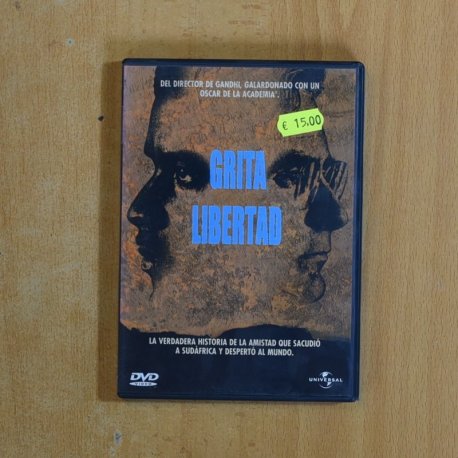 DEL DIRECTOR DE GANDHI, GALARDONADO CON UN
OSCAR DE LA ACADEMIA®.
€ 15,00
GRITA
LIBERTAD
LA VERDADERA HISTORIA DE LA AMISTAD QUE SACUDIÓ
A SUDÁFRICA Y DESPERTÓ AL MUNDO.
DVD
VIDEO
UNIVERSAL